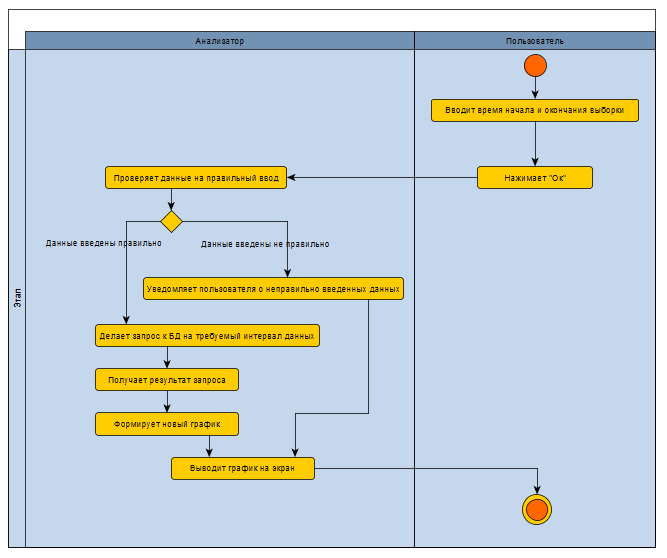 Анализатор
Пользователь
Этап
Вводит время начала и окончания выборки
Проверяет данные на правильный ввод
Нажимает "Ок"
Данные введены правильно
Данные введены не правильно
Уведомляет пользователя о неправильно введенных данных
Делает запрос к БД на требуемый интервал данных
Получает результат запроса
Формирует новый график
Выводит график на экран